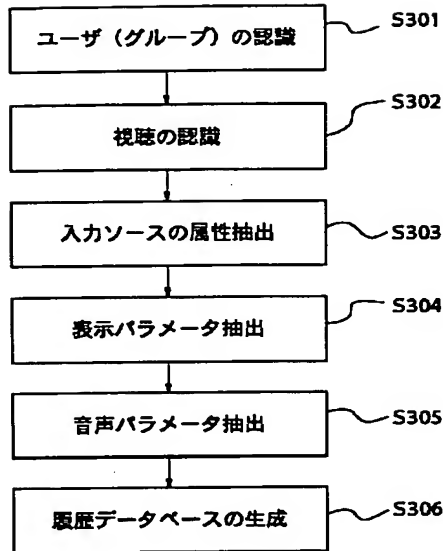 ユーザ（グループ）の認識
S301
視聴の認識
S302
入力ソースの属性抽出
S303
表示パラメータ抽出
S304
音声パラメータ抽出
S305
履歴データベースの生成
S306